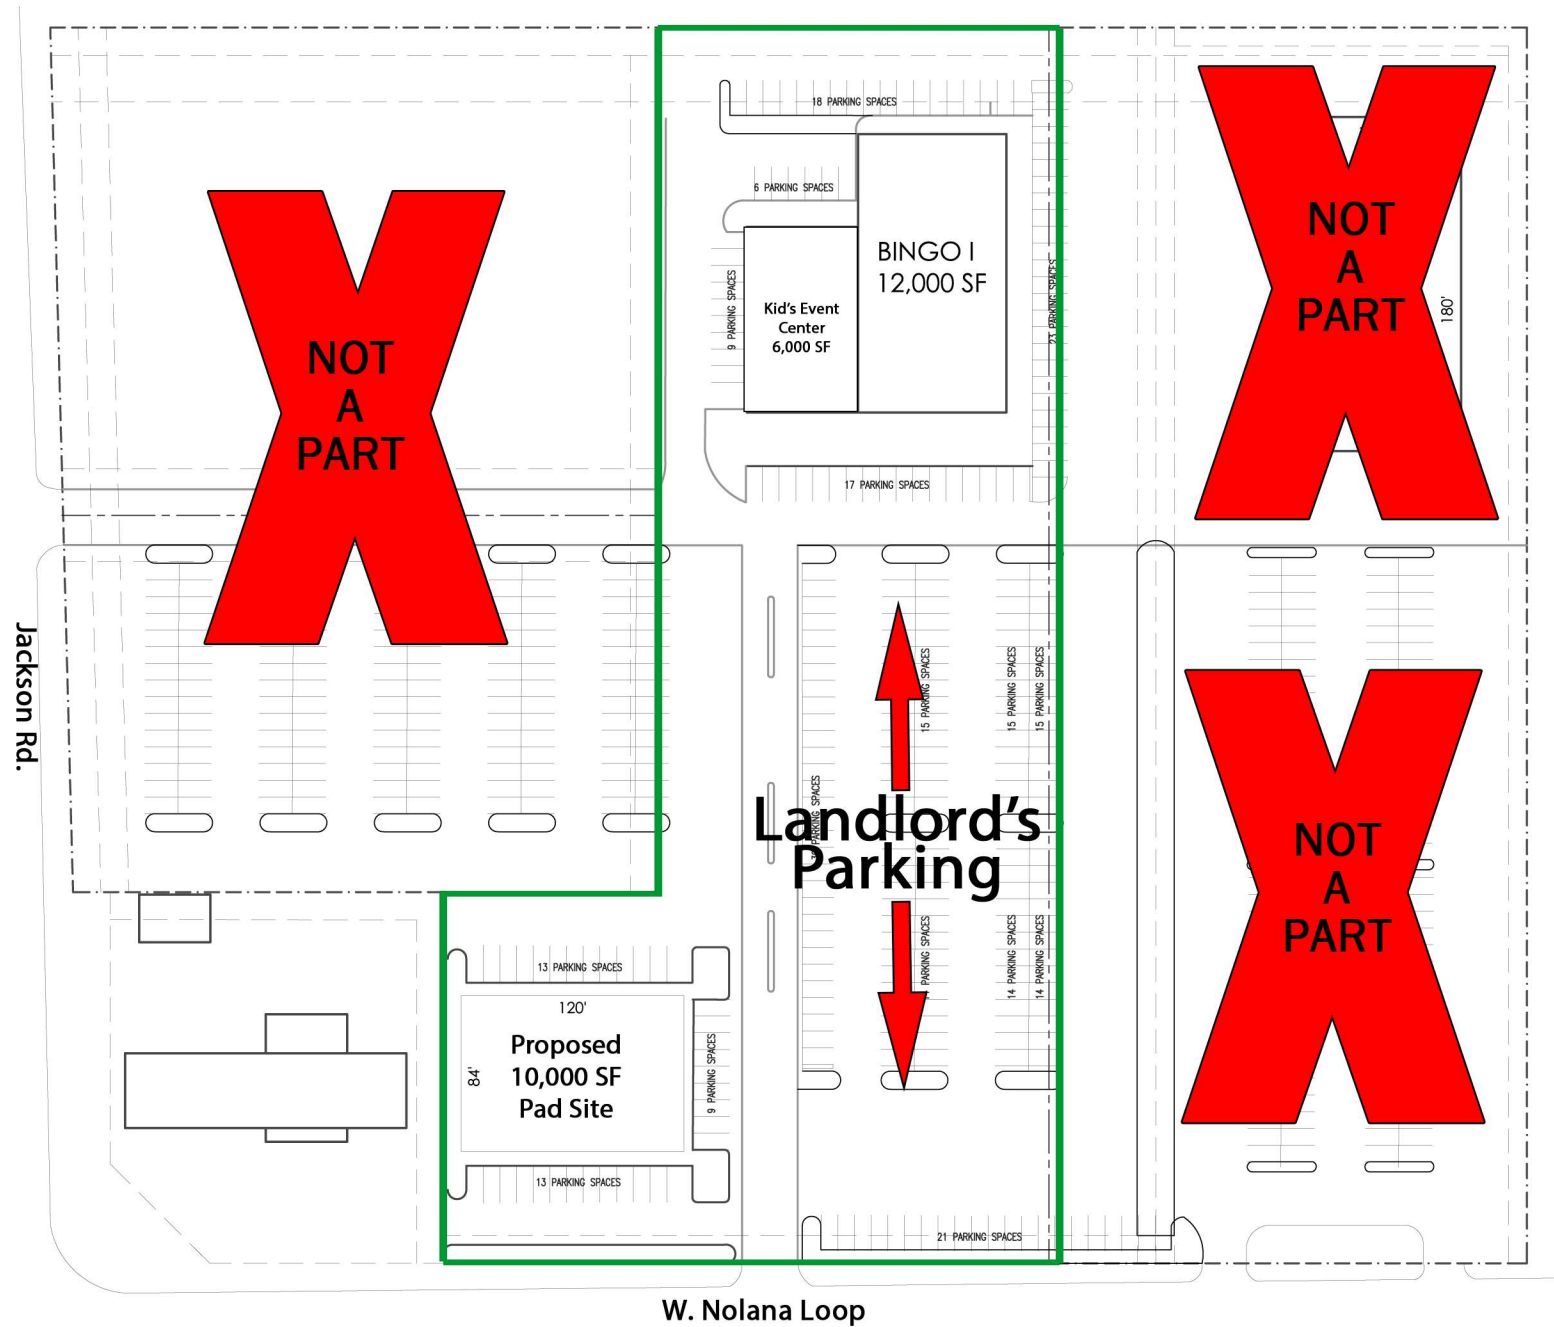 18 PARKING SPACES
6 PARKING SPACES
9 PARKING SPACES
BINGO I
12,000 SF
Kid's Event
Center
6,000 SF
23 PARKING SPACES
17 PARKING SPACES
NOT
A
PART
NOT
A
PART
180'
Jackson Rd.
15 PARKING SPACES
15 PARKING SPACES
15 PARKING SPACES
PARKING SPACES
Landlord's
Parking
PARKING SPACES
14 PARKING SPACES
14 PARKING SPACES
NOT
A
PART
13 PARKING SPACES
120'
84'
Proposed
10,000 SF
Pad Site
9 PARKING SPACES
13 PARKING SPACES
21 PARKING SPACES
W. Nolana Loop